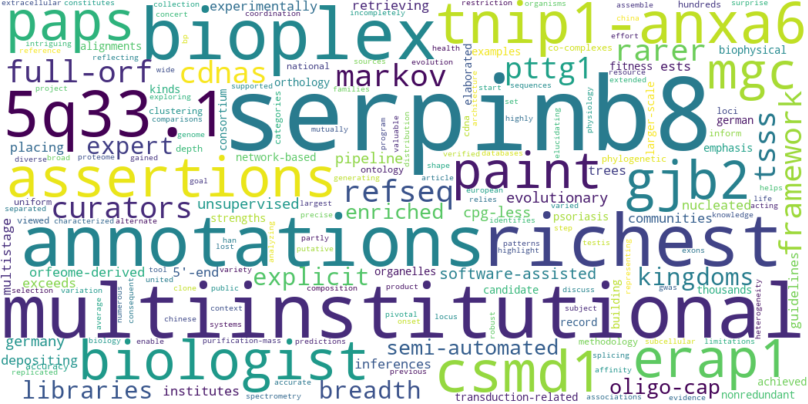 extracellular constitutes
collection concert coordination
restriction organisms
paps
bioplex
tnip1-anxa6
hundreds
assemble
surprise
experimentally
retrieving
china
effort
intriguing
alignments
reference
reflecting
hp
wide
health
evolution
co-complexes
examples
rarer
mgc
full-orf
cdnas
markov
elaborated
pttg1
biophysical
national
sources
fitness ests
resource
project
kinds
orthology
supported
families
start
extended
larger-scale
exploring
clustering
comparisons
categories
consortium
sequences
set
cdna
5q33.1
serpinb8
loci
german
placing
expert
genome
depth
mutually
program
valuable
distribution
highly
elucidating
physiology
shape
inform
emphasis
tsss
framework
diverse
broad
proteome
gained
network-based
pipeline
verified
databases
phylogenetic
goal
ontology
trees
gjb2
helps
life
acting
assertions
paint
uniform
article
generating
european
relies
varied
refseq
evolutionary
nucleated
knowledge
curators
unsupervised
separated
characterized
alternate
strengths
largest
precise
identifies
enriched
cpg-less
psoriasis
step
communities
guidelines
multistage
viewed
han
lost
partly
putative
analyzing
patterns
highlight
tastis
exons
representing
annotations
richest
orfeome-derived
5'-end
organelles
software-assisted
kingdoms
exceeds
tool
variety
explicit
candidate
building
thousands
selection
variation
united
composition
product
discuss
gwas
subcellular
heterogeneity
clone
public
enable
multiinstitutional
average
numerous
consequent
chinese
context
systems
pivotal
onset
locus
subject
robust
previous
germany
biology
purification-mass
predictions
biologist
semi-automated
record
methodology
limitations
splicing
erap1
depositing
accuracy
replicated
inferences
csmd1
affinity
achieved
libraries
institutes
accurate
spectrometry
breadth
transduction-related
oligo-cap
associations
evidence
nonredundant